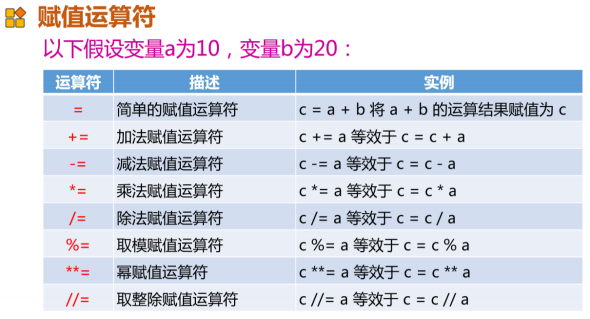 赋值运算符
以下假设变量a为10，变量b为20：
运算符 描述 实例
= 简单的赋值运算符 c = a + b 将 a + b 的运算结果赋值为 c
+= 加法赋值运算符 c += a 等效于 c = c + a
-= 减法赋值运算符 c -= a 等效于 c = c - a
*= 乘法赋值运算符 c *= a 等效于 c = c * a
/= 除法赋值运算符 c /= a 等效于 c = c / a
%= 取模赋值运算符 c %= a 等效于 c = c % a
**= 幂赋值运算符 c **= a 等效于 c = c ** a
//= 取整除赋值运算符 c //= a 等效于 c = c // a